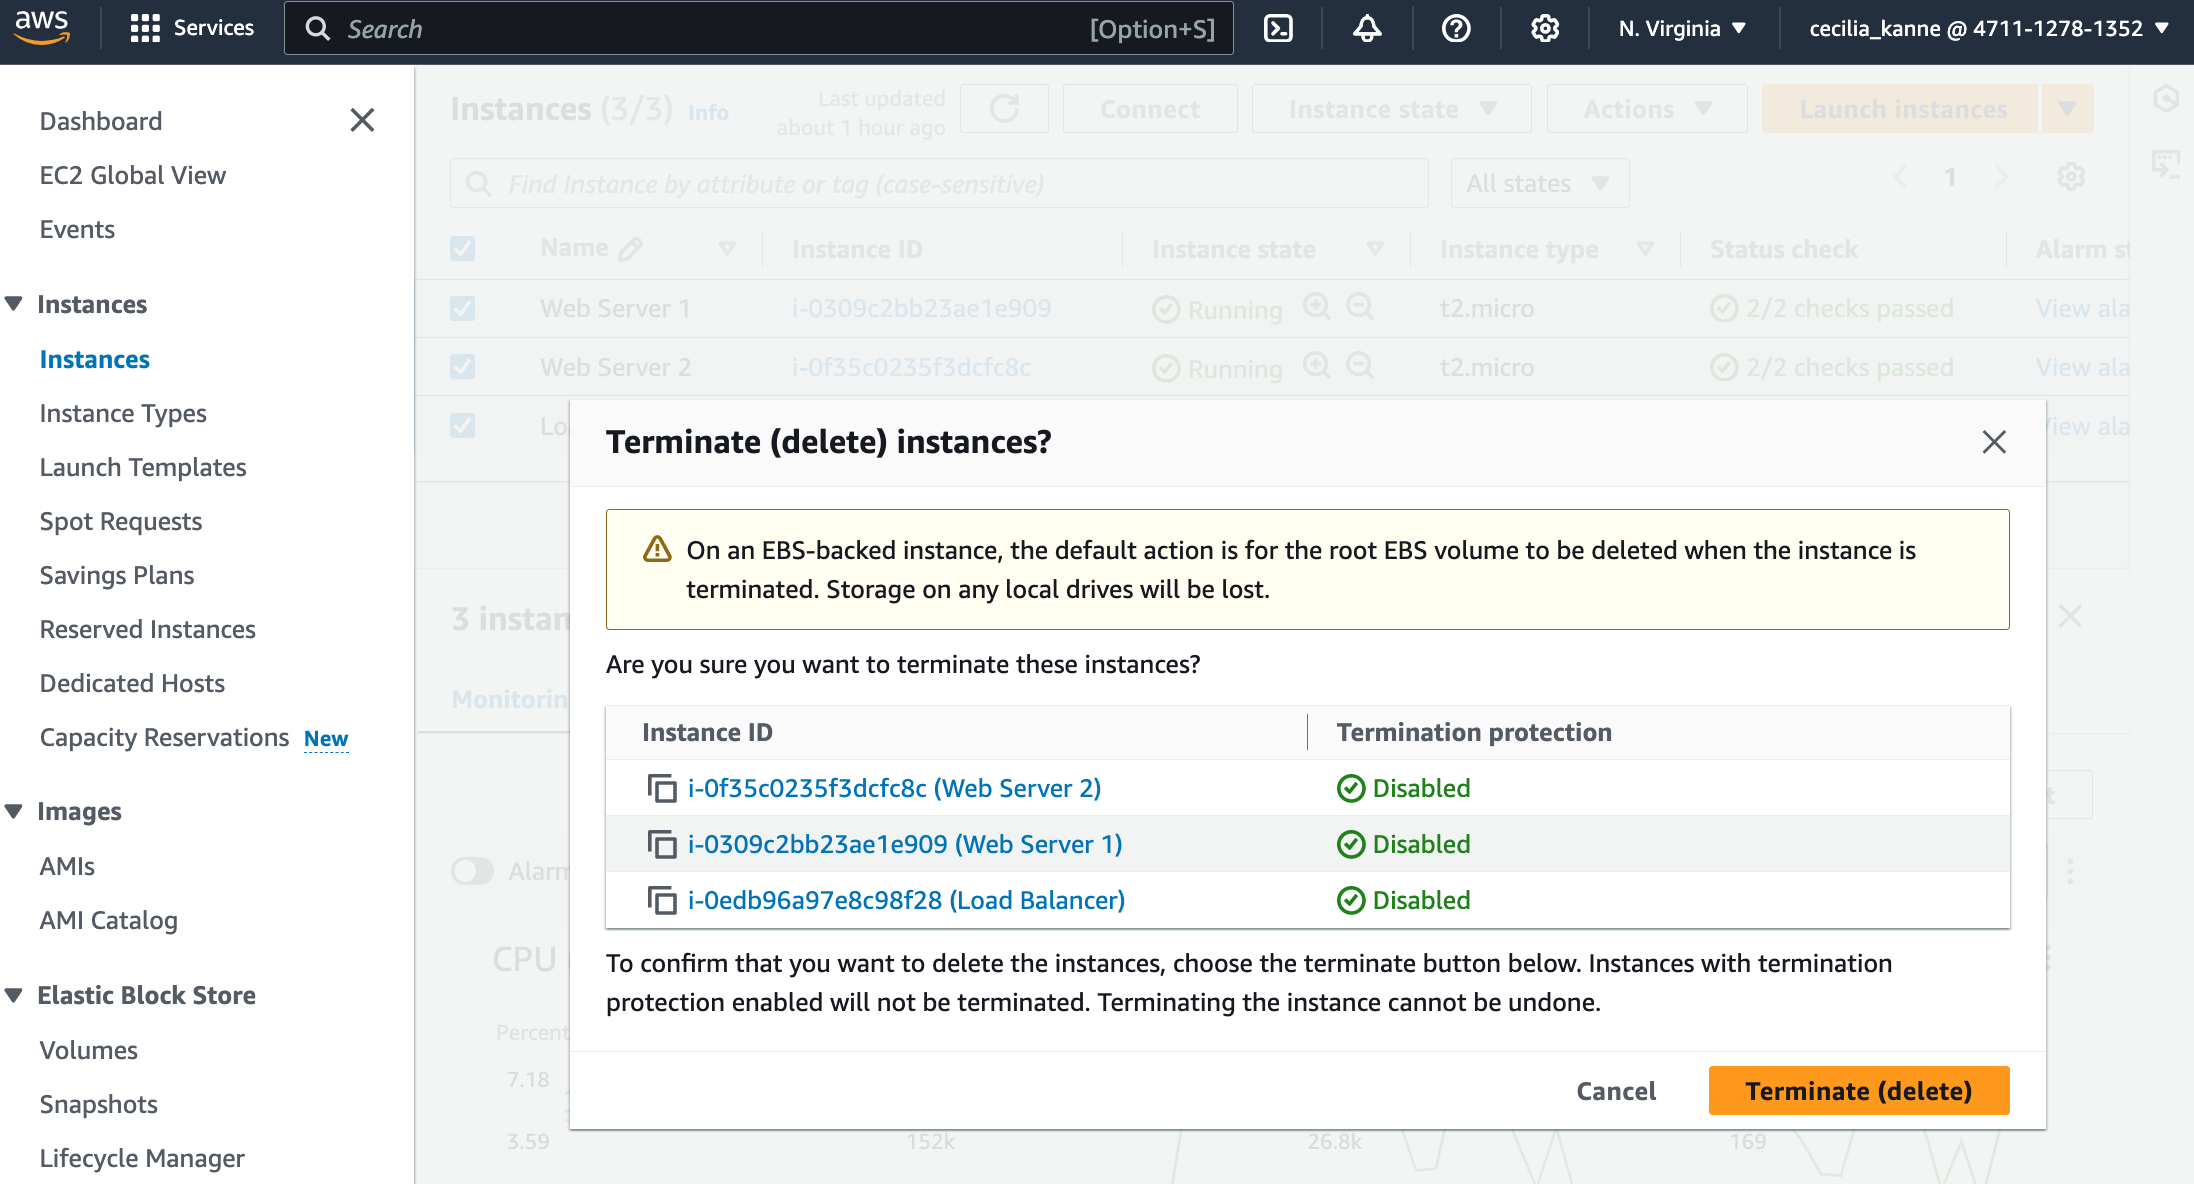 aws
Services
Search
[Option+S]
N. Virginia
cecilia_kanne @ 4711-1278-1352
Dashboard
EC2 Global View
Events
Instances
Instances
Instance Types
Launch Templates
Spot Requests
Savings Plans
Reserved Instances
Dedicated Hosts
Capacity Reservations New
Images
AMIs
AMI Catalog
Elastic Block Store
Volumes
Snapshots
Lifecycle Manager
Instances (3/3) Info
Last updated
about 1 hour ago
Connect
Instance state
Actions
Launch instances
Find Instance by attribute or tag (case-sensitive)
All states
1
Name Instance ID Instance state Instance type Status check Alarm st
Web Server 1 i-0309c2bb23ae1e909 Running t2.micro 2/2 checks passed View ala
Web Server 2 i-0f35c0235f3dcfc8c Running t2.micro 2/2 checks passed View ala
Lo
View ala
3 instan
Monitorin
Alarm
CPU
Percent
7.18
3.59
152k
26.8k
169
Terminate (delete) instances?
On an EBS-backed instance, the default action is for the root EBS volume to be deleted when the instance is
terminated. Storage on any local drives will be lost.
Are you sure you want to terminate these instances?
Instance ID Termination protection
i-0f35c0235f3dcfc8c (Web Server 2) Disabled
i-0309c2bb23ae1e909 (Web Server 1) Disabled
i-0edb96a97e8c98f28 (Load Balancer) Disabled
To confirm that you want to delete the instances, choose the terminate button below. Instances with termination
protection enabled will not be terminated. Terminating the instance cannot be undone.
Cancel
Terminate (delete)